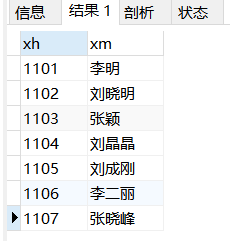 信息 结果 1 剖析 状态
xh xm
1101 李明
1102 刘晓明
1103 张颖
1104 刘晶晶
1105 刘成刚
1106 李二丽
1107 张晓峰